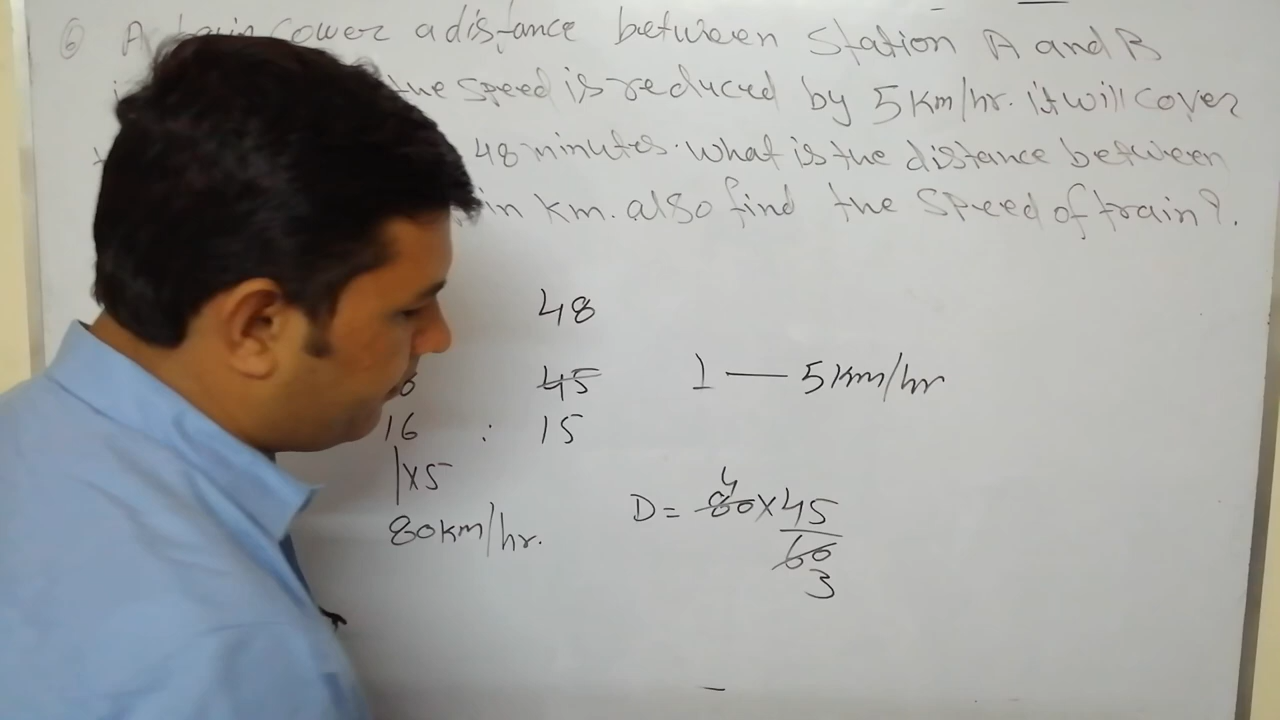 6 A cover a distance between Station A and B
the speed is reduced by 5 km/hr. it will cover
48 minutes. what is the distance between
in km. also find the speed of train?.
48
45 1 — 5 km/hr
16 : 15
1x5
80 km/hr. D = 80 x 45
4
60
3